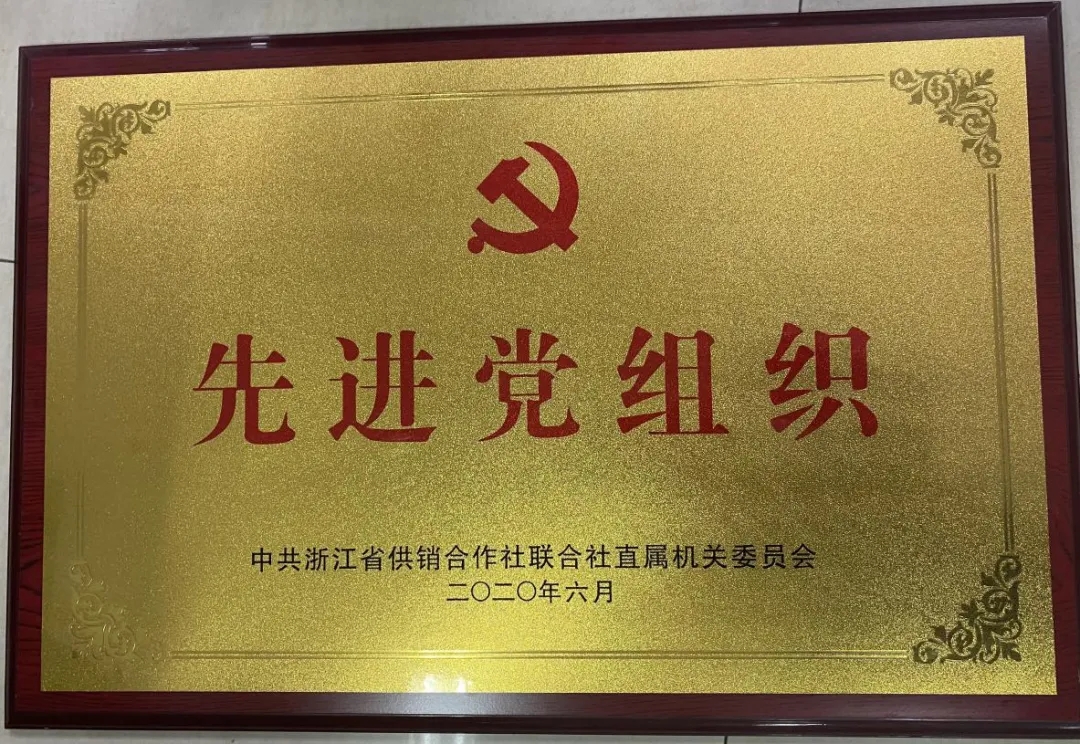 先进党组织
中共浙江省供销合作社联合社直属机关委员会
二〇二〇年六月